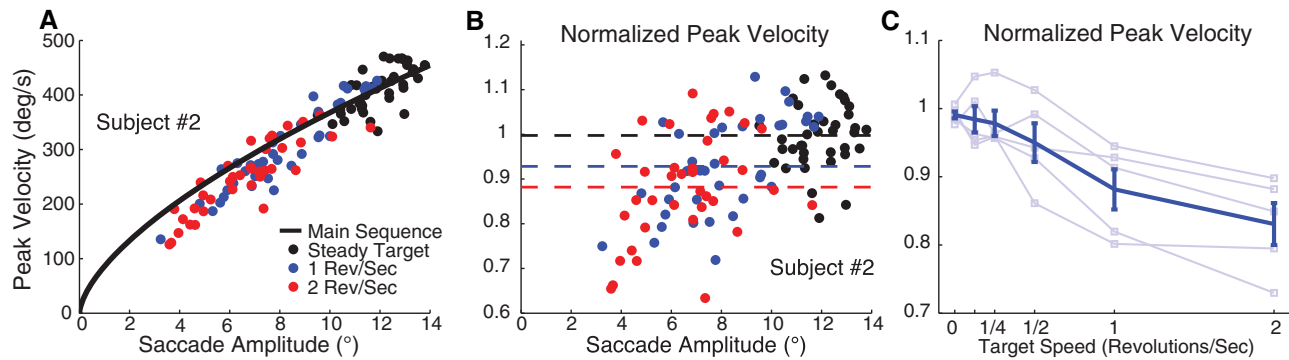 A
Peak Velocity (deg/s)
500
400
300
200
100
0
Subject #2
Main Sequence
Steady Target
1 Rev/Sec
2 Rev/Sec
0 2 4 6 8 10 12 14
Saccade Amplitude (°)
B
Normalized Peak Velocity
1.2
1.1
1
0.9
0.8
0.7
0.6
Subject #2
0 2 4 6 8 10 12 14
Saccade Amplitude (°)
C
Normalized Peak Velocity
1.1
1
0.9
0.8
0.7
0 1/4 1/2 1 2
Target Speed (Revolutions/Sec)